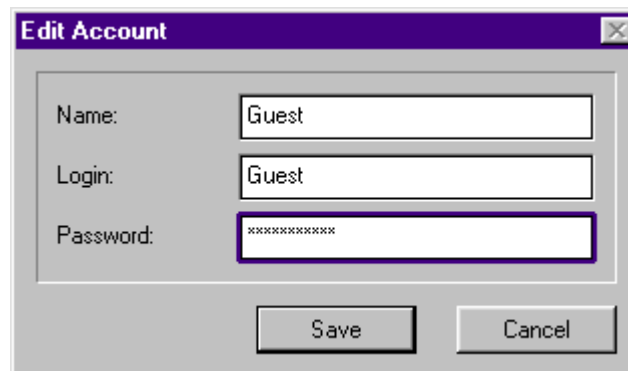 Edit Account
Name: Guest
Login: Guest
Password: ***********
Save Cancel